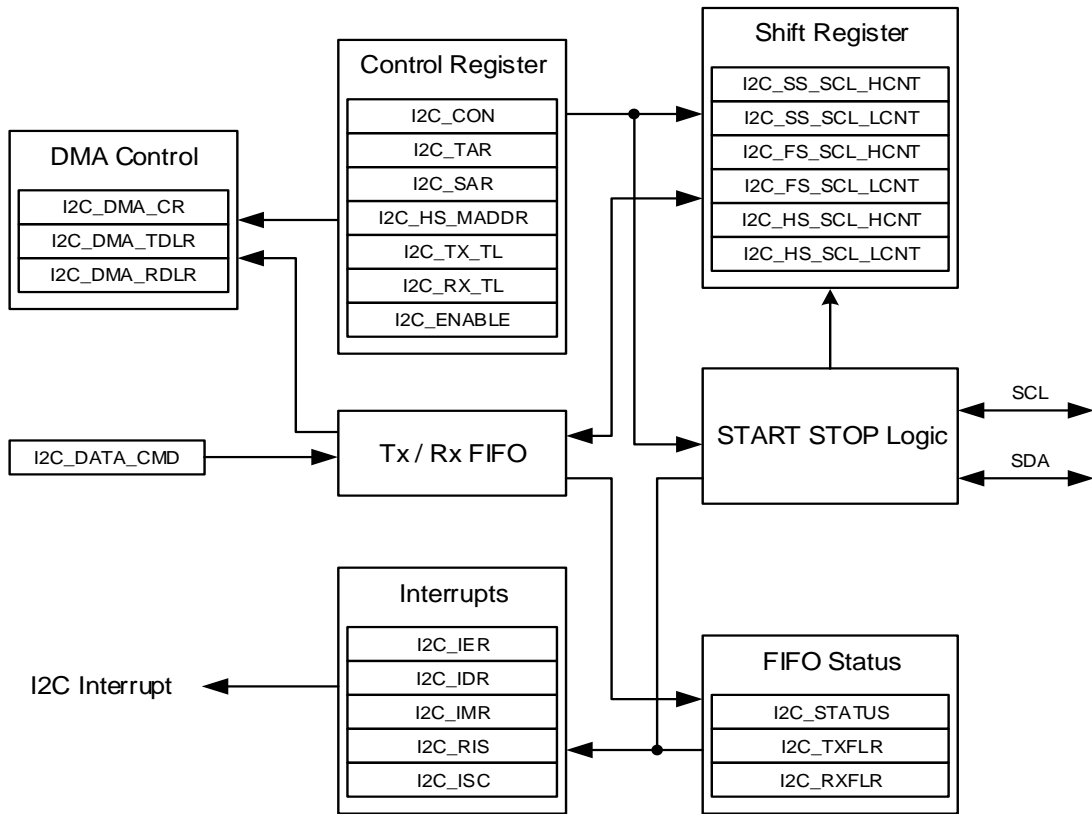 Control Register
I2C_CON
I2C_TAR
I2C_SAR
I2C_HS_MADDR
I2C_TX_TL
I2C_RX_TL
I2C_ENABLE
Shift Register
I2C_SS_SCL_HCNT
I2C_SS_SCL_LCNT
I2C_FS_SCL_HCNT
I2C_FS_SCL_LCNT
I2C_HS_SCL_HCNT
I2C_HS_SCL_LCNT
DMA Control
I2C_DMA_CR
I2C_DMA_TDLR
I2C_DMA_RDLR
I2C_DATA_CMD
Tx / Rx FIFO
START STOP Logic
SCL
SDA
Interrupts
I2C_IER
I2C_IDR
I2C_IMR
I2C_RIS
I2C_ISC
I2C Interrupt
FIFO Status
I2C_STATUS
I2C_TXFLR
I2C_RXFLR